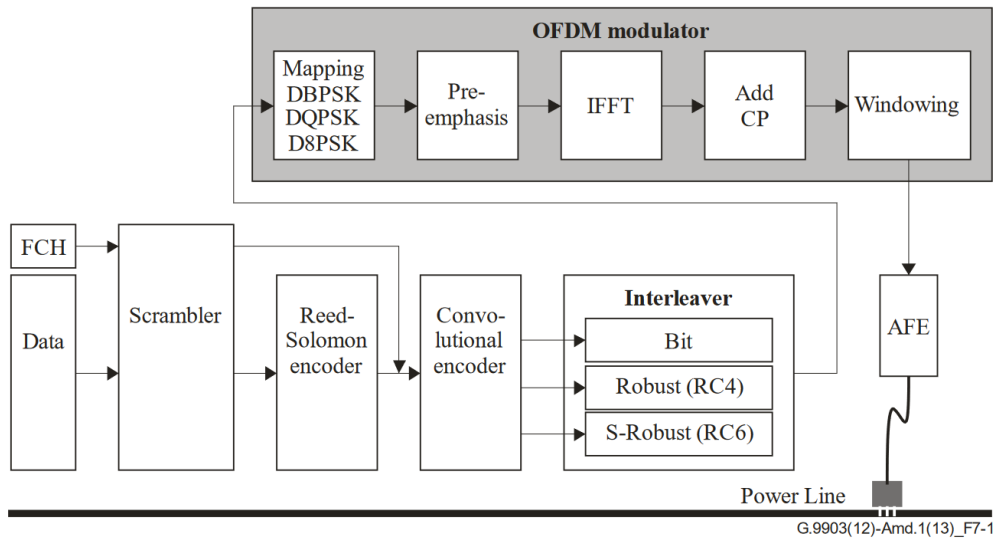 OFDM modulator
Mapping
DBPSK
DQPSK
D8PSK
Pre-
emphasis
IFFT
Add
CP
Windowing
FCH
Data
Scrambler
Reed-
Solomon
encoder
Convo-
lutional
encoder
Interleaver
Bit
Robust (RC4)
S-Robust (RC6)
AFE
Power Line
G.9903(12)-Amd.1(13)_F7-1